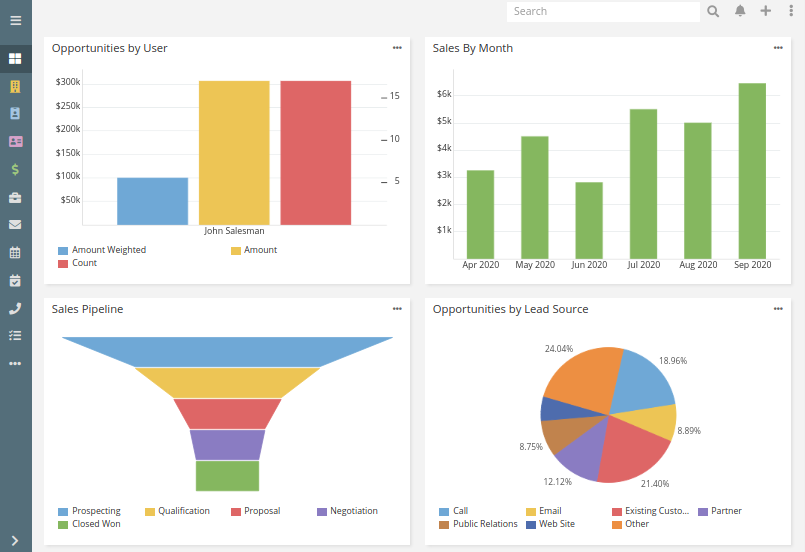 Search
Opportunities by User
$300k
$250k
$200k
$150k
$100k
$50k
15
10
5
John Salesman
Amount Weighted
Amount
Count
Sales By Month
$6k
$5k
$4k
$3k
$2k
$1k
Apr 2020
May 2020
Jun 2020
Jul 2020
Aug 2020
Sep 2020
Sales Pipeline
Prospecting
Qualification
Proposal
Negotiation
Closed Won
Opportunities by Lead Source
24.04%
18.96%
8.89%
8.75%
12.12%
21.40%
Call
Email
Existing Custo...
Partner
Public Relations
Web Site
Other